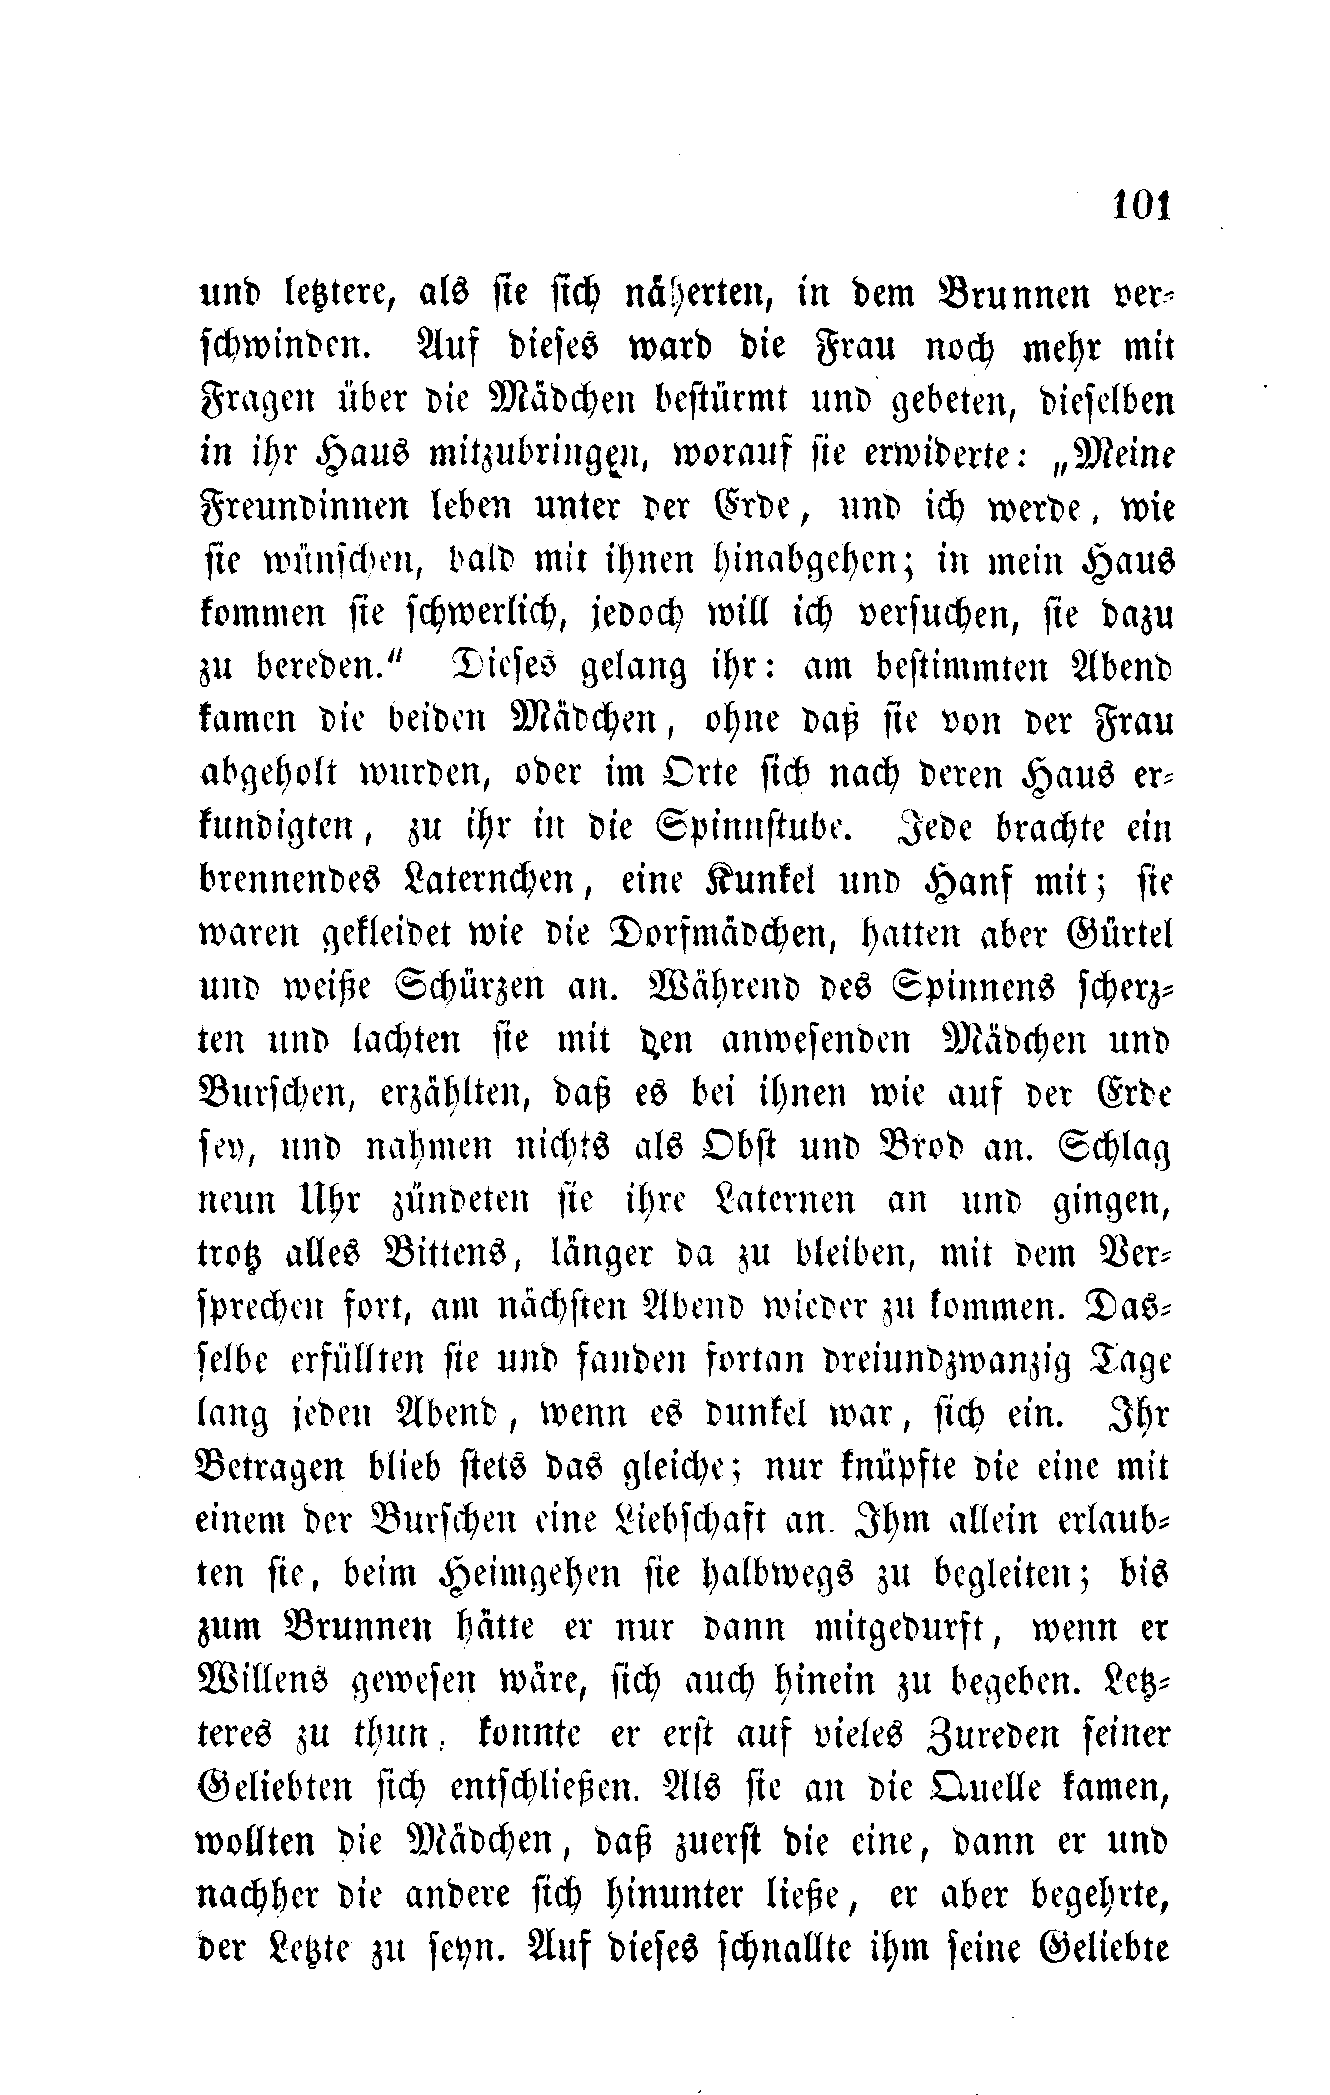 101
und letztere, als sie sich näherten, in dem Brunnen ver-
schwinden. Auf dieses ward die Frau noch mehr mit
Fragen über die Mädchen bestürmt und gebeten, dieselben
in ihr Haus mitzubringen, worauf sie erwiderte: „Meine
Freundinnen leben unter der Erde, und ich werde, wie
sie wünschen, bald mit ihnen hinabgehen; in mein Haus
kommen sie schwerlich, jedoch will ich versuchen, sie dazu
zu bereden.“ Dieses gelang ihr: am bestimmten Abend
kamen die beiden Mädchen, ohne daß sie von der Frau
abgeholt wurden, oder im Orte sich nach deren Haus er-
kundigten, zu ihr in die Spinnstube. Jede brachte ein
brennendes Laternchen, eine Kunkel und Hanf mit; sie
waren gekleidet wie die Dorfmädchen, hatten aber Gürtel
und weiße Schürzen an. Während des Spinnens scherz-
ten und lachten sie mit den anwesenden Mädchen und
Burschen, erzählten, daß es bei ihnen wie auf der Erde
sey, und nahmen nichts als Obst und Brod an. Schlag
neun Uhr zündeten sie ihre Laternen an und gingen,
trotz alles Bittens, länger da zu bleiben, mit dem Ver-
sprechen fort, am nächsten Abend wieder zu kommen. Das-
selbe erfüllten sie und fanden fortan dreiundzwanzig Tage
lang jeden Abend, wenn es dunkel war, sich ein. Ihr
Betragen blieb stets das gleiche; nur knüpfte die eine mit
einem der Burschen eine Liebschaft an. Ihm allein erlaub-
ten sie, beim Heimgehen sie halbwegs zu begleiten; bis
zum Brunnen hätte er nur dann mitgedurft, wenn er
Willens gewesen wäre, sich auch hinein zu begeben. Letz-
teres zu thun, konnte er erst auf vieles Zureden seiner
Geliebten sich entschließen. Als sie an die Quelle kamen,
wollten die Mädchen, daß zuerst die eine, dann er und
nachher die andere sich hinunter ließe, er aber begehrte,
der Letzte zu seyn. Auf dieses schnallte ihm seine Geliebte